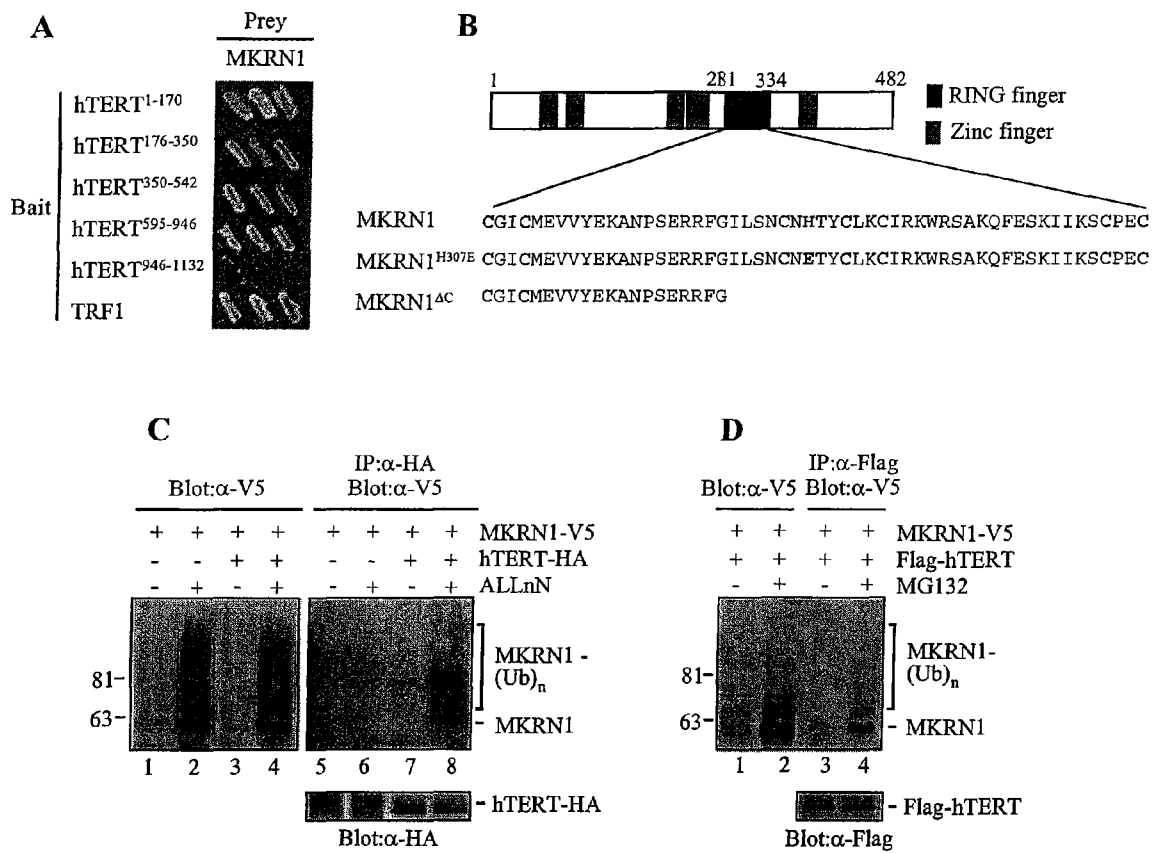 A
Prey
MKRN1
Bait
hTERT1-170
hTERT176-350
hTERT350-542
hTERT595-946
hTERT946-1132
TRF1
B
1 281 334 482
RING finger
Zinc finger
MKRN1 CGICMEVVYEKANPSERRFGILSNCNHTYCLKCIRKWRSAKQFESKIIKSCPEC
MKRN1H307E CGICMEVVYEKANPSERRFGILSNCNETYCLKCIRKWRSAKQFESKIIKSCPEC
MKRN1ΔC CGICMEVVYEKANPSERRFG
C
Blot:α-V5
IP:α-HA
Blot:α-V5
+ + + + + + + + MKRN1-V5
- - + + - - + + hTERT-HA
- + - + - + - + ALLnN
81-
63-
MKRN1-
(Ub)n
- MKRN1
1 2 3 4 5 6 7 8
- hTERT-HA
Blot:α-HA
D
Blot:α-V5
IP:α-Flag
Blot:α-V5
+ + + + MKRN1-V5
+ + + + Flag-hTERT
- + - + MG132
81-
63-
MKRN1-
(Ub)n
- MKRN1
1 2 3 4
- Flag-hTERT
Blot:α-Flag